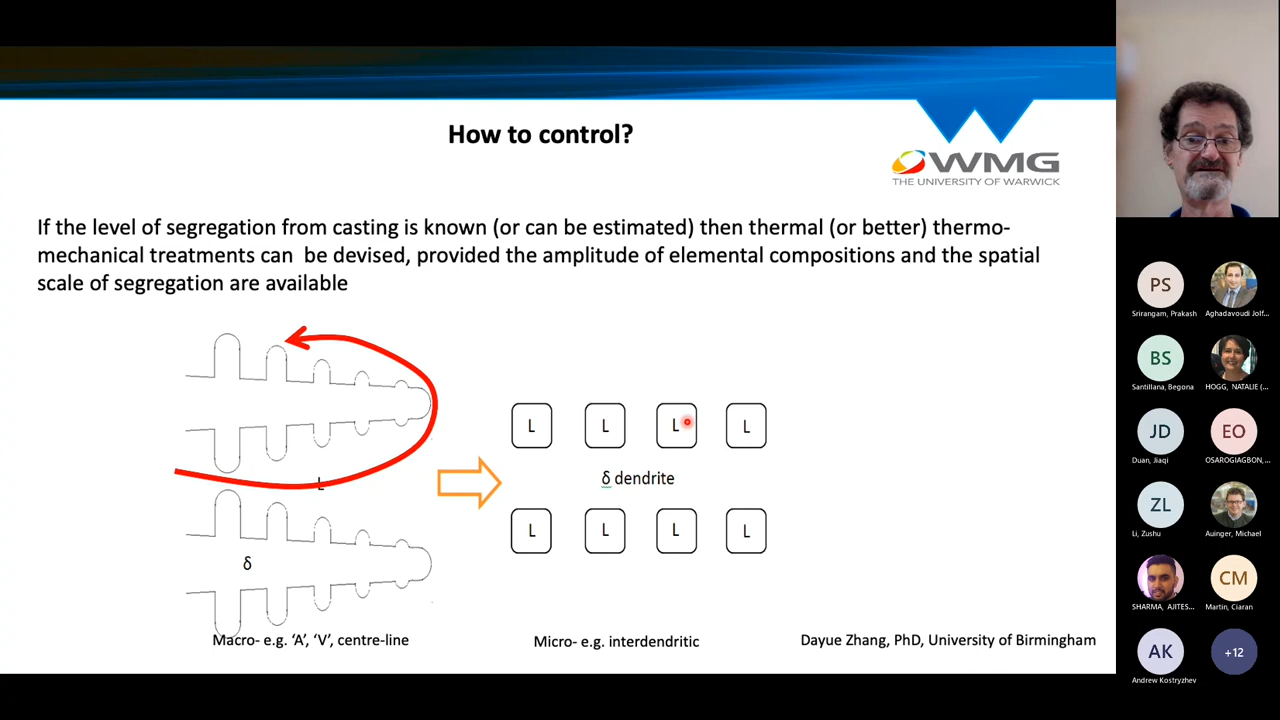 How to control?
WMG
THE UNIVERSITY OF WARWICK
If the level of segregation from casting is known (or can be estimated) then thermal (or better) thermo-
mechanical treatments can be devised, provided the amplitude of elemental compositions and the spatial
scale of segregation are available
L
δ
L L L L
δ dendrite
L L L L
Macro- e.g. ‘A’, ‘V’, centre-line
Micro- e.g. interdendritic
Dayue Zhang, PhD, University of Birmingham
PS
Srirangam, Prakash
Aghadavoudi Jolf...
BS
Santillana, Begona
HOGG, NATALIE (...
JD
Duan, Jiaqi
EO
OSAROGIAGBON,...
ZL
Li, Zushu
Auinger, Michael
SHARMA, AJITES...
CM
Martin, Ciaran
AK
Andrew Kostryzhev
+12